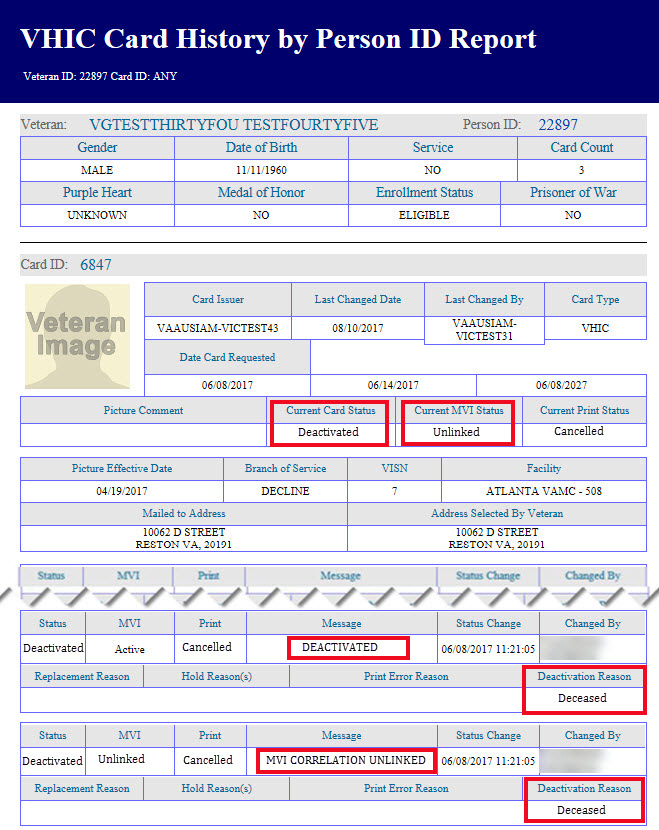 VHIC Card History by Person ID Report
Veteran ID: 22897 Card ID: ANY
Veteran: VGTESTTHIRTYFOU TESTFOURTYFIVE Person ID: 22897
Gender Date of Birth Service Card Count
MALE 11/11/1960 NO 3
Purple Heart Medal of Honor Enrollment Status Prisoner of War
UNKNOWN NO ELIGIBLE NO
Card ID: 6847
Veteran
Image
Card Issuer Last Changed Date Last Changed By Card Type
VAAUSIAM-VICTEST43 08/10/2017 VAAUSIAM-
VICTEST31 VHIC
Date Card Requested
06/08/2017 06/14/2017 06/08/2027
Picture Comment Current Card Status Current MVI Status Current Print Status
Deactivated Unlinked Cancelled
Picture Effective Date Branch of Service VISN Facility
04/19/2017 DECLINE 7 ATLANTA VAMC - 508
Mailed to Address Address Selected By Veteran
10062 D STREET 10062 D STREET
RESTON VA, 20191 RESTON VA, 20191
Status MVI Print Message Status Change Changed By
Status MVI Print Message Status Change Changed By
Deactivated Active Cancelled DEACTIVATED 06/08/2017 11:21:05
Replacement Reason Hold Reason(s) Print Error Reason Deactivation Reason
Deceased
Status MVI Print Message Status Change Changed By
Deactivated Unlinked Cancelled MVI CORRELATION UNLINKED 06/08/2017 11:21:05
Replacement Reason Hold Reason(s) Print Error Reason Deactivation Reason
Deceased